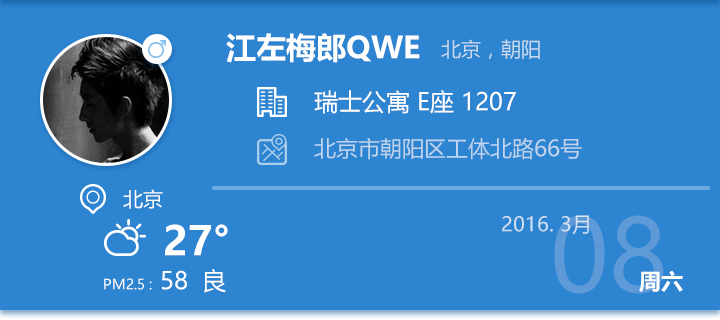 江左梅郎QWE 北京，朝阳
瑞士公寓 E座 1207
北京市朝阳区工体北路66号
北京
27°
PM2.5 : 58 良
2016. 3月
08
周六